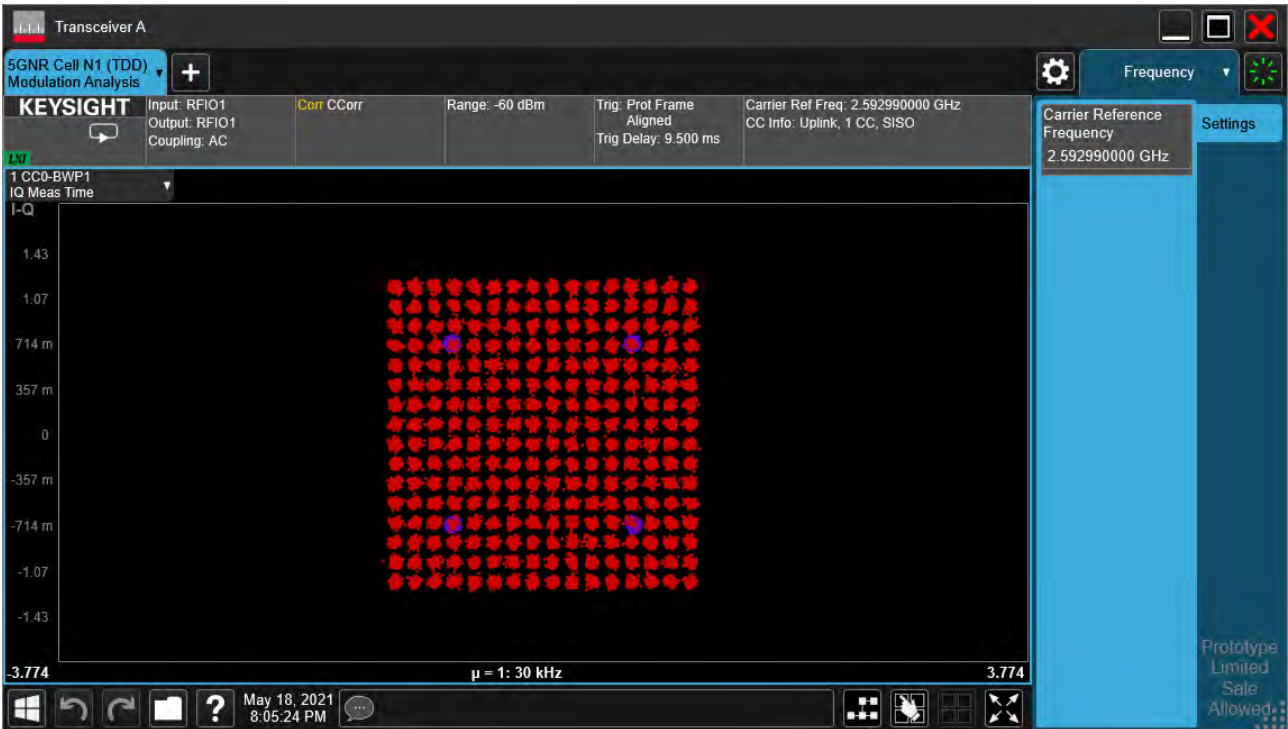 Transceiver A
5GNR Cell N1 (TDD)
Modulation Analysis
+
Frequency
KEYSIGHT
LXI
Input: RFIO1
Output: RFIO1
Coupling: AC
Corr CCorr
Range: -60 dBm
Trig: Prot Frame
Aligned
Trig Delay: 9.500 ms
Carrier Ref Freq: 2.592990000 GHz
CC Info: Uplink, 1 CC, SISO
Carrier Reference
Frequency
2.592990000 GHz
Settings
1 CC0-BWP1
IQ Meas Time
I-Q
1.43
1.07
714 m
357 m
0
-357 m
-714 m
-1.07
-1.43
-3.774
μ = 1: 30 kHz
3.774
Prototype
Limited
Sale
Allowed
?
May 18, 2021
8:05:24 PM